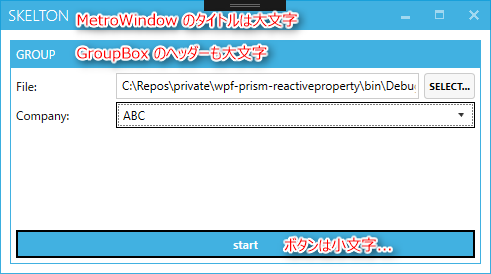 SKELTON
MetroWindow のタイトルは大文字
GROUP
GroupBox のヘッダーも大文字
File:
C:\Repos\private\wpf-prism-reactiveproperty\bin\Debug
SELECT...
Company:
ABC
start
ボタンは小文字...